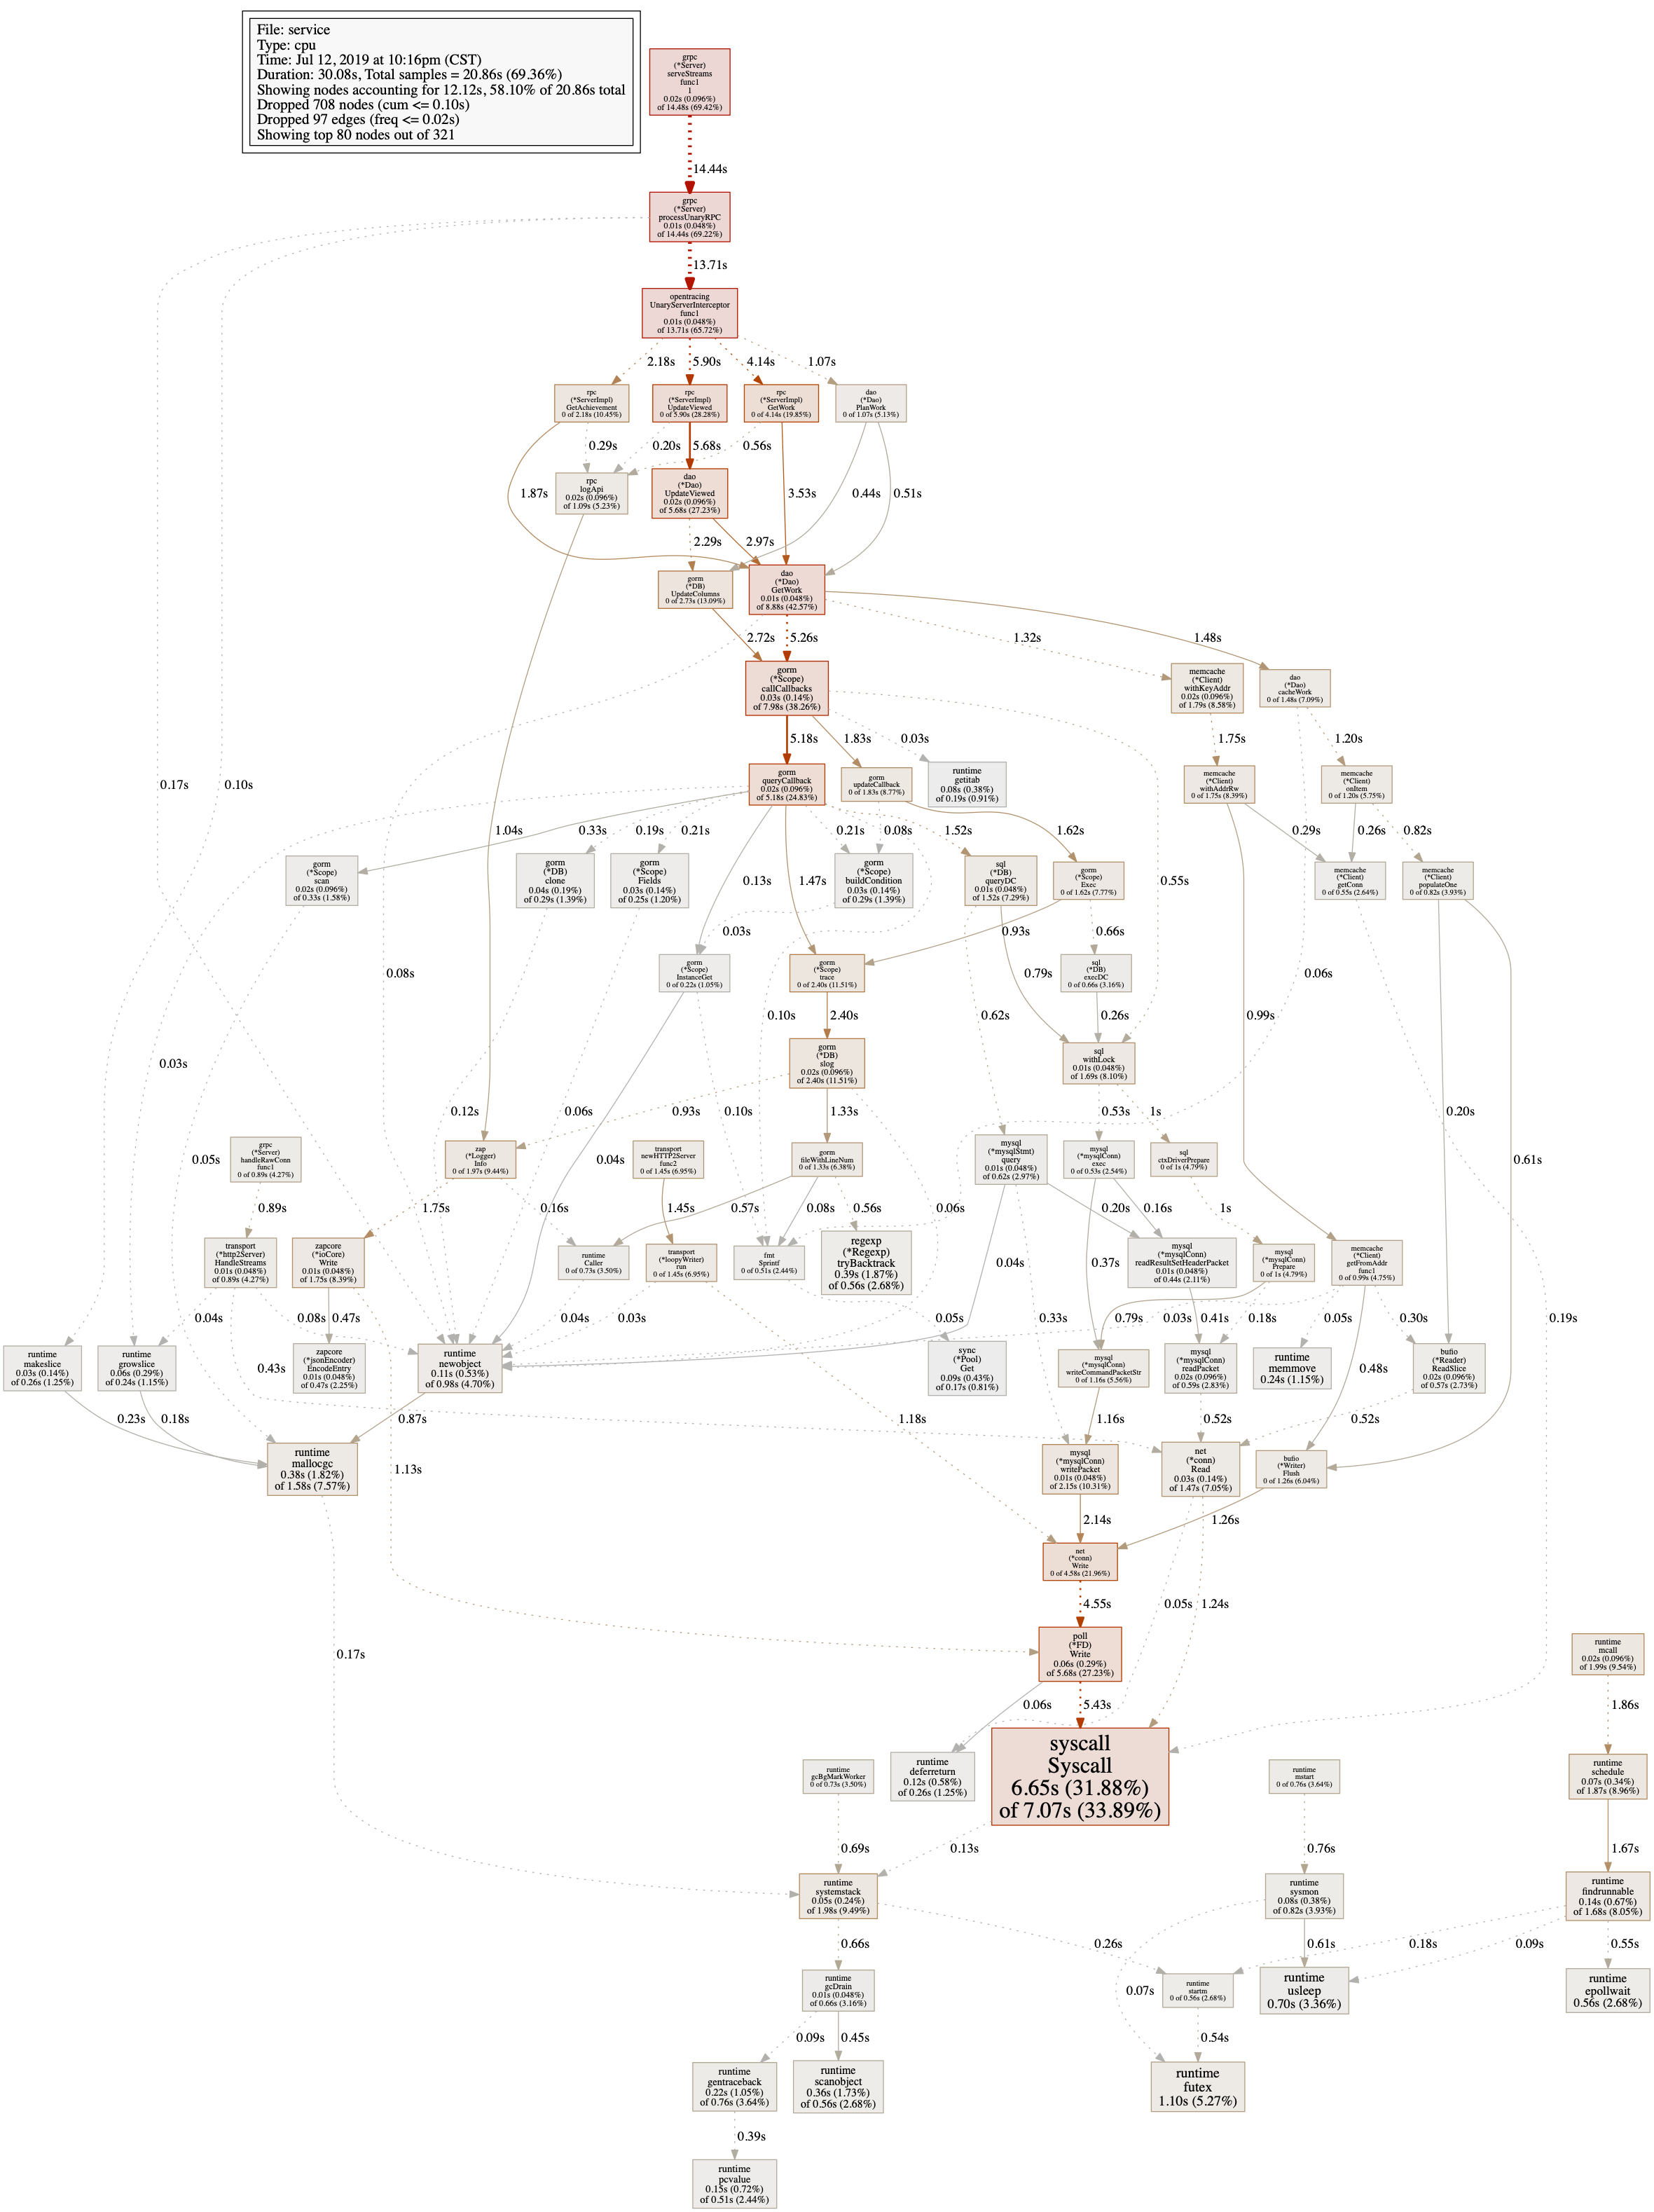 File: service
Type: cpu
Time: Jul 12, 2019 at 10:16pm (CST)
Duration: 30.08s, Total samples = 20.86s (69.36%)
Showing nodes accounting for 12.12s, 58.10% of 20.86s total
Dropped 708 nodes (cum <= 0.10s)
Dropped 97 edges (freq <= 0.02s)
Showing top 80 nodes out of 321
grpc
(*Server)
serveStreams
func1
1
0.02s (0.096%)
of 14.48s (69.42%)
14.44s
grpc
(*Server)
processUnaryRPC
0.01s (0.048%)
of 14.44s (69.22%)
13.71s
opentracing
UnaryServerInterceptor
func1
0.01s (0.048%)
of 13.71s (65.72%)
2.18s
5.90s
4.14s
1.07s
rpc
(*ServerImpl)
GetAchievement
0 of 2.18s (10.45%)
rpc
(*ServerImpl)
UpdateViewed
0 of 5.90s (28.28%)
rpc
(*ServerImpl)
GetWork
0 of 4.14s (19.85%)
dao
(*Dao)
PlanWork
0 of 1.07s (5.13%)
0.29s
0.20s
5.68s
0.56s
rpc
logApi
0.02s (0.096%)
of 1.09s (5.23%)
dao
(*Dao)
UpdateViewed
0.02s (0.096%)
of 5.68s (27.23%)
1.87s
3.53s
0.44s
0.51s
2.29s
2.97s
gorm
(*DB)
UpdateColumns
0 of 2.73s (13.09%)
dao
(*Dao)
GetWork
0.01s (0.048%)
of 8.88s (42.57%)
2.72s
5.26s
1.32s
1.48s
gorm
(*Scope)
callCallbacks
0.03s (0.14%)
of 7.98s (38.26%)
memcache
(*Client)
withKeyAddr
0.02s (0.096%)
of 1.79s (8.58%)
dao
(*Dao)
cacheWork
0 of 1.48s (7.09%)
5.18s
1.83s
0.03s
1.75s
1.20s
gorm
queryCallback
0.02s (0.096%)
of 5.18s (24.83%)
gorm
updateCallback
0 of 1.83s (8.77%)
runtime
getitab
0.08s (0.38%)
of 0.19s (0.91%)
memcache
(*Client)
withAddrRw
0 of 1.75s (8.39%)
memcache
(*Client)
onItem
0 of 1.20s (5.75%)
0.17s
0.10s
1.04s
0.33s
0.19s
0.21s
0.21s
0.08s
1.52s
1.62s
0.29s
0.26s
0.82s
gorm
(*Scope)
scan
0.02s (0.096%)
of 0.33s (1.58%)
gorm
(*DB)
clone
0.04s (0.19%)
of 0.29s (1.39%)
gorm
(*Scope)
Fields
0.03s (0.14%)
of 0.25s (1.20%)
0.13s
1.47s
gorm
(*Scope)
buildCondition
0.03s (0.14%)
of 0.29s (1.39%)
sql
(*DB)
queryDC
0.01s (0.048%)
of 1.52s (7.29%)
gorm
(*Scope)
Exec
0 of 1.62s (7.77%)
0.55s
memcache
(*Client)
getConn
0 of 0.55s (2.64%)
memcache
(*Client)
populateOne
0 of 0.82s (3.93%)
0.03s
0.93s
0.66s
0.08s
gorm
(*Scope)
InstanceGet
0 of 0.22s (1.05%)
gorm
(*Scope)
trace
0 of 2.40s (11.51%)
0.79s
sql
(*DB)
execDC
0 of 0.66s (3.16%)
0.06s
0.10s
2.40s
0.62s
0.26s
0.99s
gorm
(*DB)
slog
0.02s (0.096%)
of 2.40s (11.51%)
sql
withLock
0.01s (0.048%)
of 1.69s (8.10%)
0.03s
0.12s
0.06s
0.10s
0.93s
1.33s
0.53s
1s
0.20s
0.05s
0.04s
0.61s
grpc
(*Server)
handleRawConn
func1
0 of 0.89s (4.27%)
zap
(*Logger)
Info
0 of 1.97s (9.44%)
transport
newHTTP2Server
func2
0 of 1.45s (6.95%)
gorm
fileWithLineNum
0 of 1.33s (6.38%)
mysql
(*mysqlStmt)
query
0.01s (0.048%)
of 0.62s (2.97%)
mysql
(*mysqlConn)
exec
0 of 0.53s (2.54%)
sql
ctxDriverPrepare
0 of 1s (4.79%)
0.89s
1.75s
0.16s
1.45s
0.57s
0.08s
0.56s
0.06s
0.20s
0.16s
1s
transport
(*http2Server)
HandleStreams
0.01s (0.048%)
of 0.89s (4.27%)
zapcore
(*ioCore)
Write
0.01s (0.048%)
of 1.75s (8.39%)
runtime
Caller
0 of 0.73s (3.50%)
transport
(*loopyWriter)
run
0 of 1.45s (6.95%)
fmt
Sprintf
0 of 0.51s (2.44%)
regexp
(*Regexp)
tryBacktrack
0.39s (1.87%)
of 0.56s (2.68%)
0.04s
0.37s
mysql
(*mysqlConn)
readResultSetHeaderPacket
0.01s (0.048%)
of 0.44s (2.11%)
mysql
(*mysqlConn)
Prepare
0 of 1s (4.79%)
memcache
(*Client)
getFromAddr
func1
0 of 0.99s (4.75%)
0.04s
0.08s
0.47s
0.04s
0.03s
0.05s
0.33s
0.79s
0.03s
0.41s
0.18s
0.05s
0.30s
0.19s
runtime
makeslice
0.03s (0.14%)
of 0.26s (1.25%)
runtime
growslice
0.06s (0.29%)
of 0.24s (1.15%)
0.43s
zapcore
(*jsonEncoder)
EncodeEntry
0.01s (0.048%)
of 0.47s (2.25%)
runtime
newobject
0.11s (0.53%)
of 0.98s (4.70%)
sync
(*Pool)
Get
0.09s (0.43%)
of 0.17s (0.81%)
mysql
(*mysqlConn)
writeCommandPacketStr
0 of 1.16s (5.56%)
mysql
(*mysqlConn)
readPacket
0.02s (0.096%)
of 0.59s (2.83%)
runtime
memmove
0.24s (1.15%)
0.48s
bufio
(*Reader)
ReadSlice
0.02s (0.096%)
of 0.57s (2.73%)
0.23s
0.18s
0.87s
1.18s
1.16s
0.52s
0.52s
runtime
mallocgc
0.38s (1.82%)
of 1.58s (7.57%)
1.13s
mysql
(*mysqlConn)
writePacket
0.01s (0.048%)
of 2.15s (10.31%)
net
(*conn)
Read
0.03s (0.14%)
of 1.47s (7.05%)
bufio
(*Writer)
Flush
0 of 1.26s (6.04%)
2.14s
1.26s
net
(*conn)
Write
0 of 4.58s (21.96%)
4.55s
0.05s
1.24s
0.17s
poll
(*FD)
Write
0.06s (0.29%)
of 5.68s (27.23%)
runtime
mcall
0.02s (0.096%)
of 1.99s (9.54%)
0.06s
5.43s
1.86s
runtime
gcBgMarkWorker
0 of 0.73s (3.50%)
runtime
deferreturn
0.12s (0.58%)
of 0.26s (1.25%)
syscall
Syscall
6.65s (31.88%)
of 7.07s (33.89%)
runtime
mstart
0 of 0.76s (3.64%)
runtime
schedule
0.07s (0.34%)
of 1.87s (8.96%)
0.69s
0.13s
0.76s
1.67s
runtime
systemstack
0.05s (0.24%)
of 1.98s (9.49%)
runtime
sysmon
0.08s (0.38%)
of 0.82s (3.93%)
runtime
findrunnable
0.14s (0.67%)
of 1.68s (8.05%)
0.66s
0.26s
0.61s
0.18s
0.09s
0.55s
runtime
gcDrain
0.01s (0.048%)
of 0.66s (3.16%)
0.07s
runtime
startm
0 of 0.56s (2.68%)
runtime
usleep
0.70s (3.36%)
runtime
epollwait
0.56s (2.68%)
0.09s
0.45s
0.54s
runtime
gentraceback
0.22s (1.05%)
of 0.76s (3.64%)
runtime
scanobject
0.36s (1.73%)
of 0.56s (2.68%)
runtime
futex
1.10s (5.27%)
0.39s
runtime
pcvalue
0.15s (0.72%)
of 0.51s (2.44%)